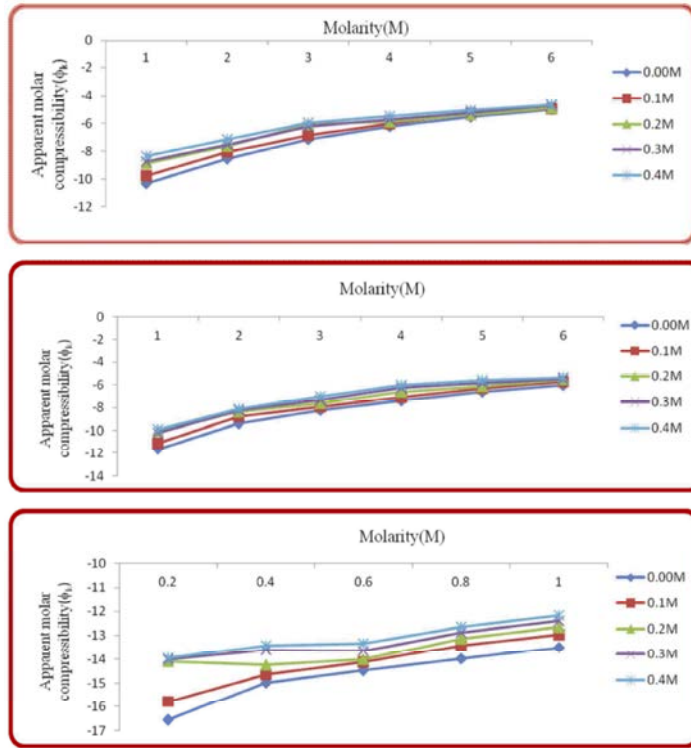 Molarity(M)
0
1 2 3 4 5 6
-2
-4
-6
-8
-10
-12
Apparent molar
compressibility(ϕk)
0.00M
0.1M
0.2M
0.3M
0.4M
Molarity(M)
0
1 2 3 4 5 6
-2
-4
-6
-8
-10
-12
-14
Apparent molar
compressibility(ϕk)
0.00M
0.1M
0.2M
0.3M
0.4M
Molarity(M)
-10
0.2 0.4 0.6 0.8 1
-11
-12
-13
-14
-15
-16
-17
Apparent molar
compressibility(ϕk)
0.00M
0.1M
0.2M
0.3M
0.4M